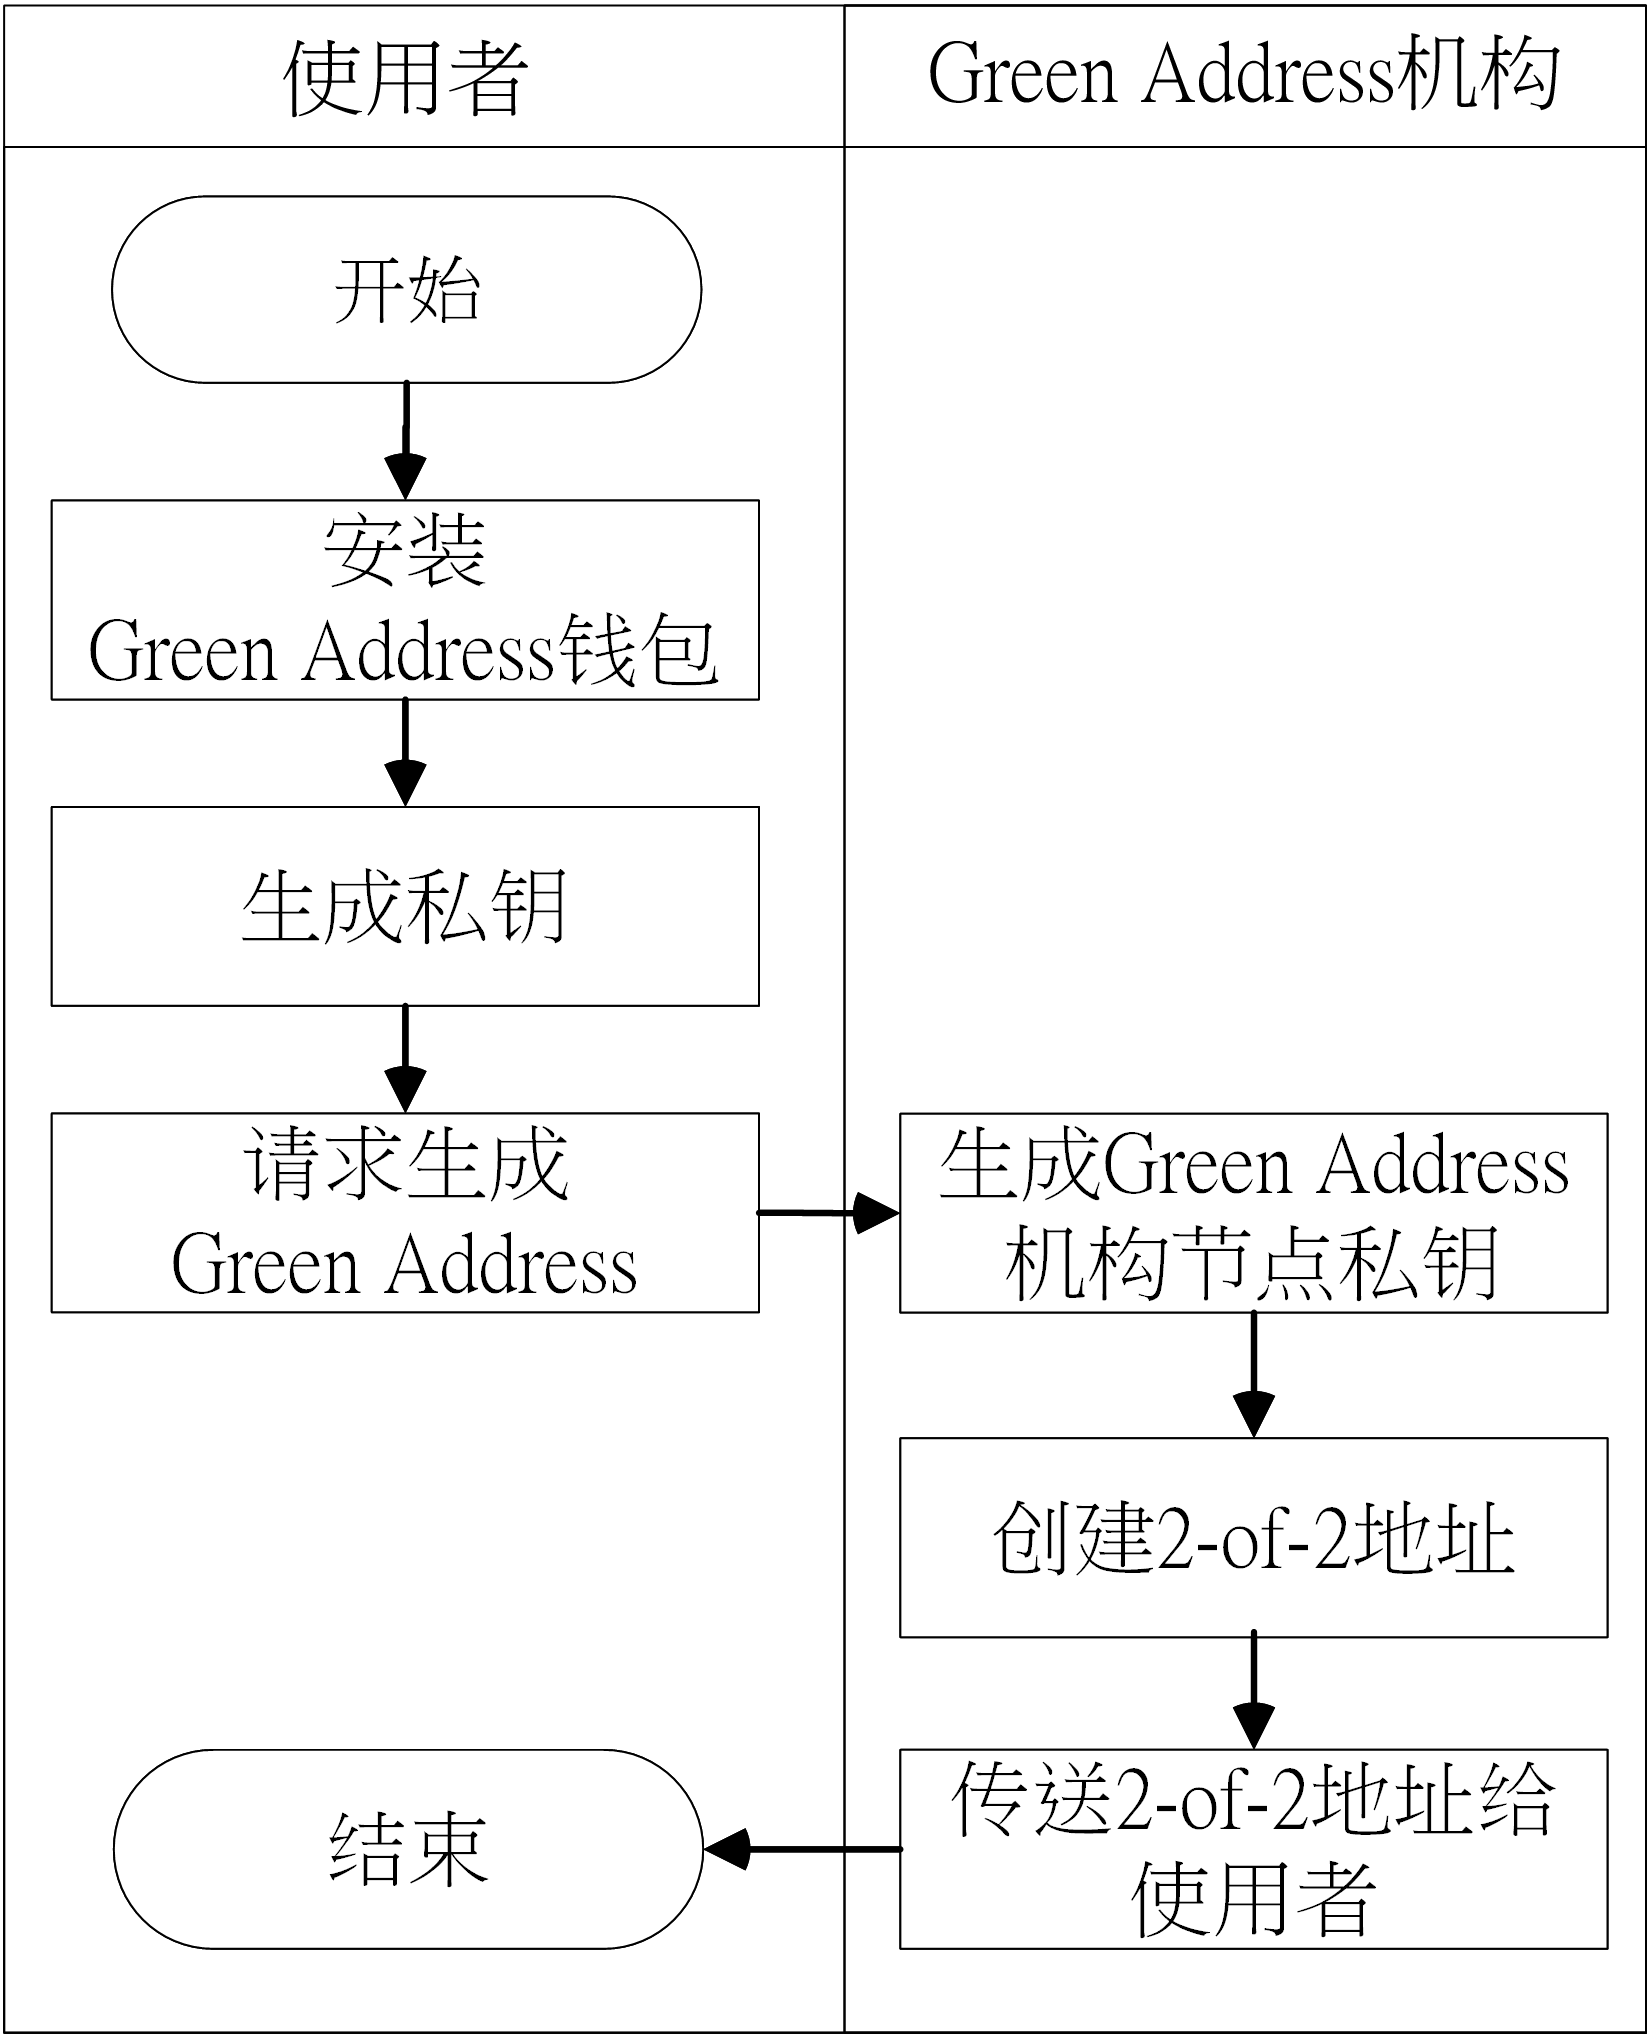 使用者
Green Address机构
开始
安装
Green Address钱包
生成私钥
请求生成
Green Address
生成Green Address
机构节点私钥
创建2-of-2地址
传送2-of-2地址给
使用者
结束